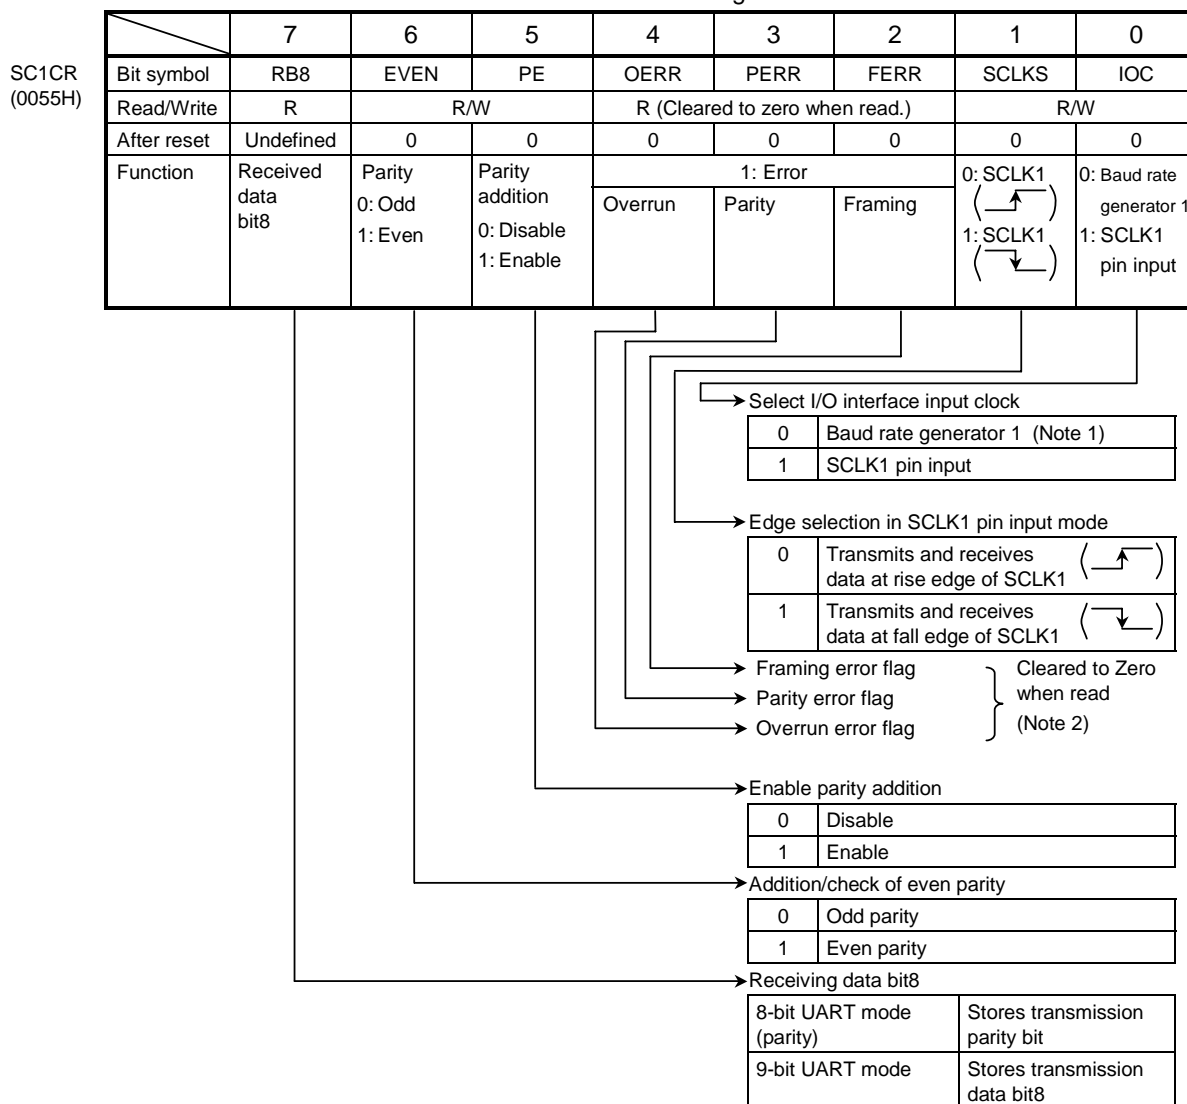 7 6 5 4 3 2 1 0
SC1CR
(0055H)
Bit symbol RB8 EVEN PE OERR PERR FERR SCLKS IOC
Read/Write R R/W R (Cleared to zero when read.) R/W
After reset Undefined 0 0 0 0 0 0 0
Function
Received
data
bit8
Parity
0: Odd
1: Even
Parity
addition
0: Disable
1: Enable
1: Error
Overrun Parity Framing
0: SCLK1
1: SCLK1
0: Baud rate
generator 1
1: SCLK1
pin input
Select I/O interface input clock
0 Baud rate generator 1 (Note 1)
1 SCLK1 pin input
Edge selection in SCLK1 pin input mode
0 Transmits and receives
data at rise edge of SCLK1
1 Transmits and receives
data at fall edge of SCLK1
Framing error flag
Parity error flag
Overrun error flag
Cleared to Zero
when read
(Note 2)
Enable parity addition
0 Disable
1 Enable
Addition/check of even parity
0 Odd parity
1 Even parity
Receiving data bit8
8-bit UART mode
(parity)
Stores transmission
parity bit
9-bit UART mode
Stores transmission
data bit8